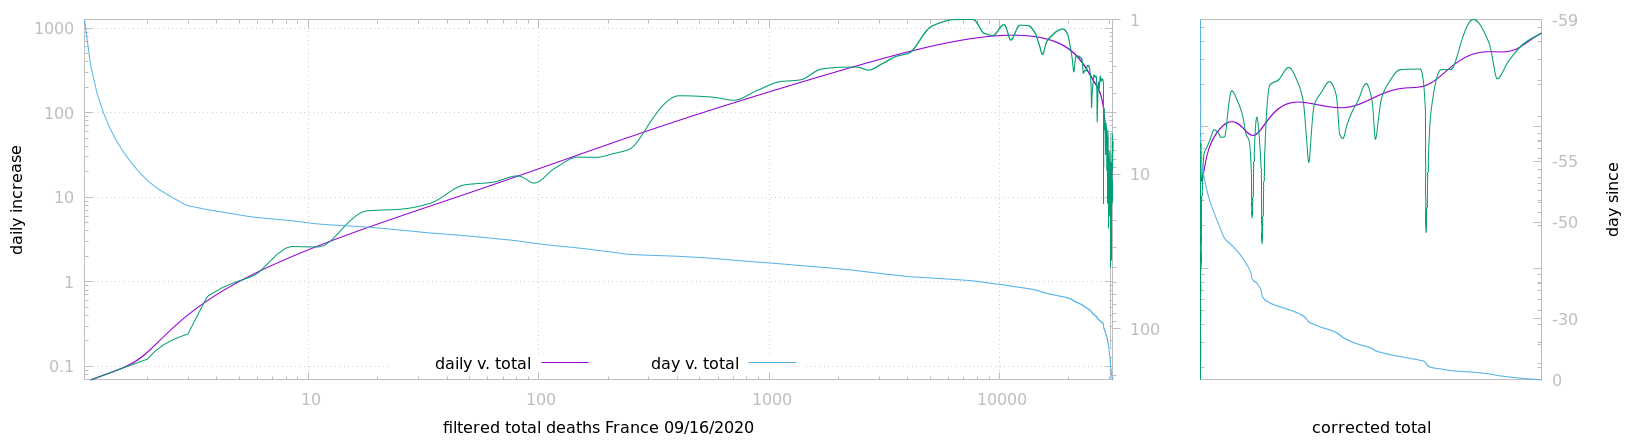 1000
100
10
1
0.1
daily increase
daily v. total
day v. total
10
100
1000
10000
filtered total deaths France 09/16/2020
1
10
100
-59
-55
-50
-30
0
day since
corrected total